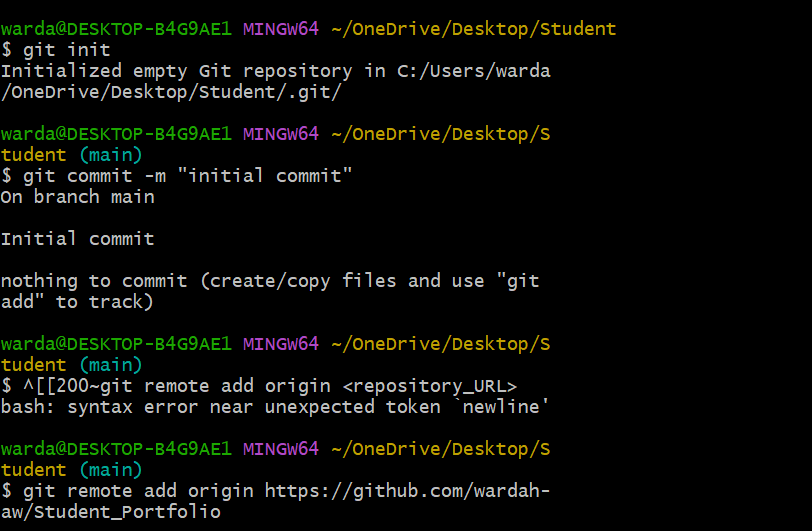 warda@DESKTOP-B4G9AE1 MINGW64 ~/OneDrive/Desktop/Student
$ git init
Initialized empty Git repository in C:/Users/warda
/OneDrive/Desktop/Student/.git/
warda@DESKTOP-B4G9AE1 MINGW64 ~/OneDrive/Desktop/S
tudent (main)
$ git commit -m "initial commit"
On branch main
Initial commit
nothing to commit (create/copy files and use "git
add" to track)
warda@DESKTOP-B4G9AE1 MINGW64 ~/OneDrive/Desktop/S
tudent (main)
$ ^[[200~git remote add origin <repository_URL>
bash: syntax error near unexpected token `newline'
warda@DESKTOP-B4G9AE1 MINGW64 ~/OneDrive/Desktop/S
tudent (main)
$ git remote add origin https://github.com/wardah-
aw/Student_Portfolio